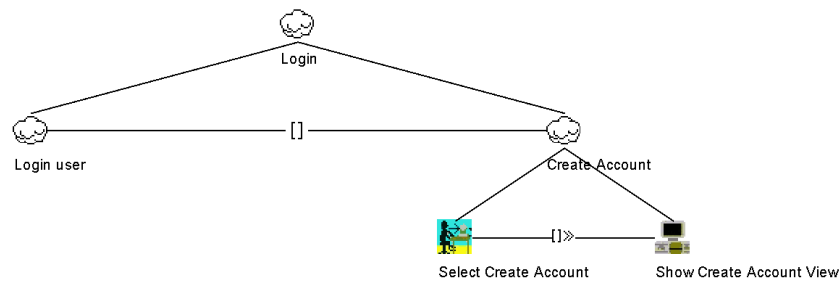 Login
[]
Login user
Create Account
[]»
Select Create Account
Show Create Account View